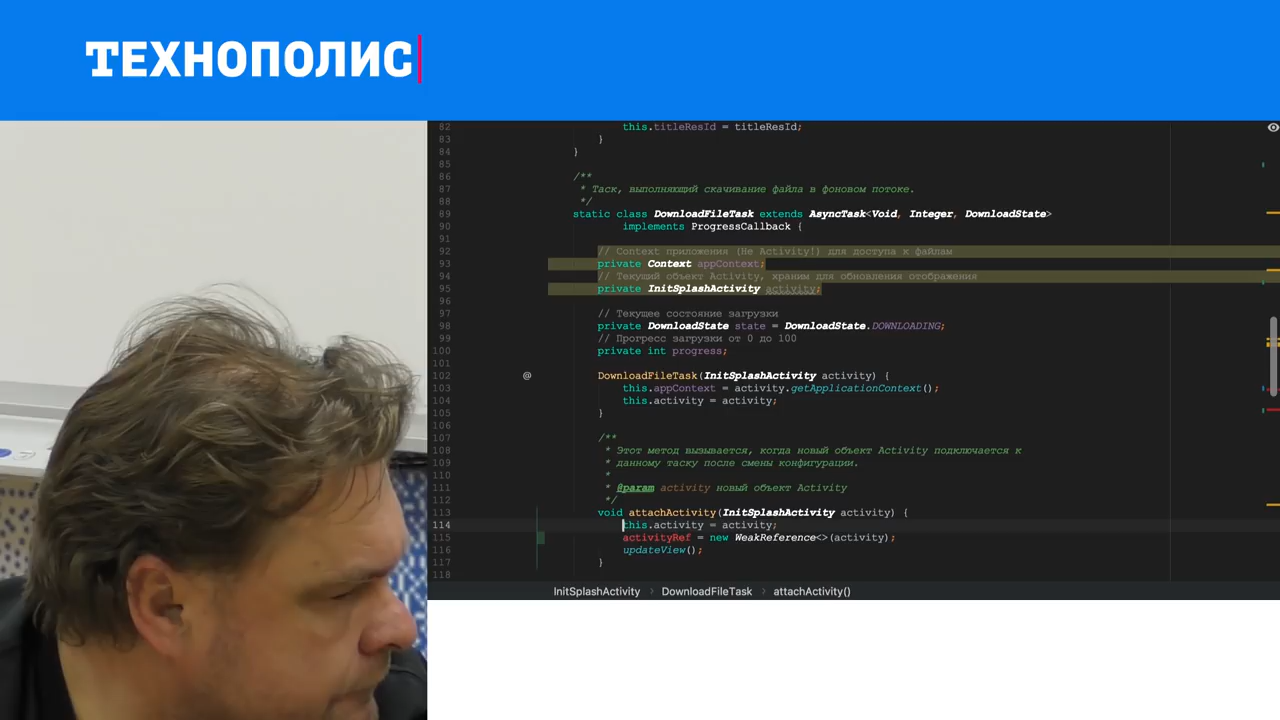 ТЕХНОПОЛИС
82 this.titleResId = titleResId;
83 }
84 }
85
86 /**
87 * Таск, выполняющий скачивание файла в фоновом потоке.
88 */
89 static class DownloadFileTask extends AsyncTask<Void, Integer, DownloadState>
90 implements ProgressCallback {
91
92 // Context приложения (Не Activity!) для доступа к файлам
93 private Context appContext;
94 // Текущий объект Activity, храним для обновления отображения
95 private InitSplashActivity activity;
96
97 // Текущее состояние загрузки
98 private DownloadState state = DownloadState.DOWNLOADING;
99 // Прогресс загрузки от 0 до 100
100 private int progress;
101
102 @ DownloadFileTask(InitSplashActivity activity) {
103 this.appContext = activity.getApplicationContext();
104 this.activity = activity;
105 }
106
107 /**
108 * Этот метод вызывается, когда новый объект Activity подключается к
109 * данному таску после смены конфигурации.
110 *
111 * @param activity новый объект Activity
112 */
113 void attachActivity(InitSplashActivity activity) {
114 this.activity = activity;
115 activityRef = new WeakReference<>(activity);
116 updateView();
117 }
118
InitSplashActivity › DownloadFileTask › attachActivity()